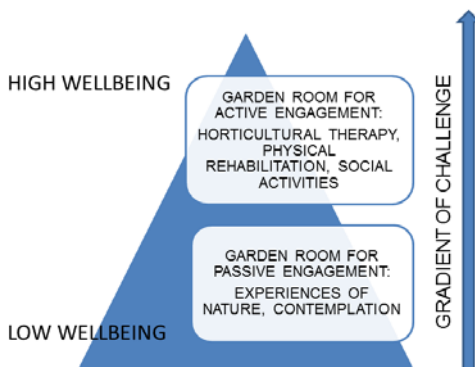 HIGH WELLBEING
GARDEN ROOM FOR
ACTIVE ENGAGEMENT:
HORTICULTURAL THERAPY,
PHYSICAL
REHABILITATION, SOCIAL
ACTIVITIES
GARDEN ROOM FOR
PASSIVE ENGAGEMENT:
EXPERIENCES OF
NATURE, CONTEMPLATION
LOW WELLBEING
GRADIENT OF CHALLENGE